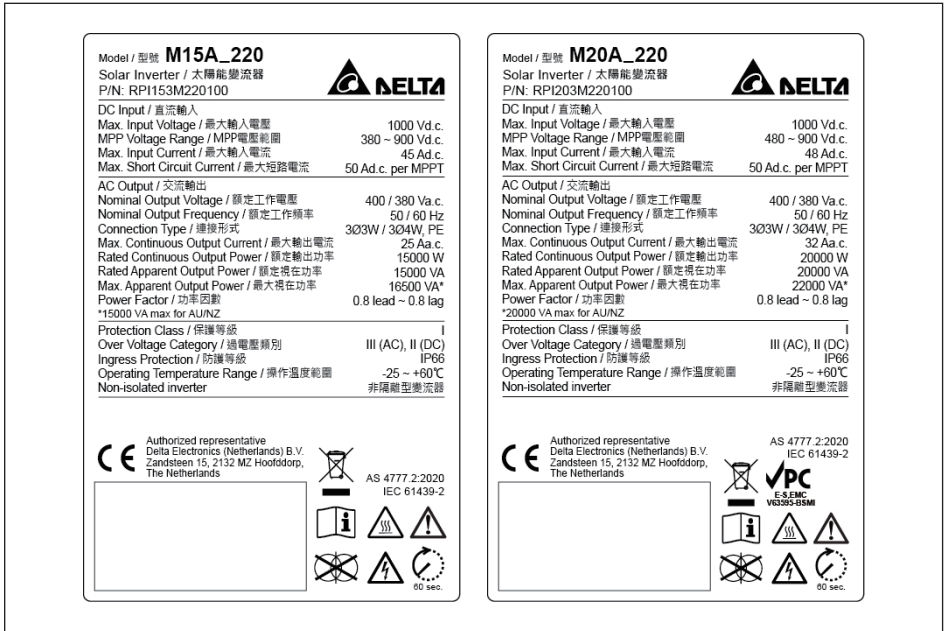 Model / 型號 M15A_220
Solar Inverter / 太陽能變流器
P/N: RPI153M220100
DELTA
DC Input / 直流輸入
Max. Input Voltage / 最大輸入電壓 1000 Vd.c.
MPP Voltage Range / MPP電壓範圍 380 ~ 900 Vd.c.
Max. Input Current / 最大輸入電流 45 Ad.c.
Max. Short Circuit Current / 最大短路電流 50 Ad.c. per MPPT
AC Output / 交流輸出
Nominal Output Voltage / 額定工作電壓 400 / 380 Va.c.
Nominal Output Frequency / 額定工作頻率 50 / 60 Hz
Connection Type / 連接形式 3Ø3W / 3Ø4W, PE
Max. Continuous Output Current / 最大輸出電流 25 Aa.c.
Rated Continuous Output Power / 額定輸出功率 15000 W
Rated Apparent Output Power / 額定視在功率 15000 VA
Max. Apparent Output Power / 最大視在功率 16500 VA*
Power Factor / 功率因數 0.8 lead ~ 0.8 lag
*15000 VA max for AU/NZ
Protection Class / 保護等級 I
Over Voltage Category / 過電壓類別 III (AC), II (DC)
Ingress Protection / 防護等級 IP66
Operating Temperature Range / 操作溫度範圍 -25 ~ +60℃
Non-isolated inverter 非隔離型變流器
CE
Authorized representative
Delta Electronics (Netherlands) B.V.
Zandsteen 15, 2132 MZ Hoofddorp,
The Netherlands
AS 4777.2:2020
IEC 61439-2
60 sec.
Model / 型號 M20A_220
Solar Inverter / 太陽能變流器
P/N: RPI203M220100
DELTA
DC Input / 直流輸入
Max. Input Voltage / 最大輸入電壓 1000 Vd.c.
MPP Voltage Range / MPP電壓範圍 480 ~ 900 Vd.c.
Max. Input Current / 最大輸入電流 48 Ad.c.
Max. Short Circuit Current / 最大短路電流 50 Ad.c. per MPPT
AC Output / 交流輸出
Nominal Output Voltage / 額定工作電壓 400 / 380 Va.c.
Nominal Output Frequency / 額定工作頻率 50 / 60 Hz
Connection Type / 連接形式 3Ø3W / 3Ø4W, PE
Max. Continuous Output Current / 最大輸出電流 32 Aa.c.
Rated Continuous Output Power / 額定輸出功率 20000 W
Rated Apparent Output Power / 額定視在功率 20000 VA
Max. Apparent Output Power / 最大視在功率 22000 VA*
Power Factor / 功率因數 0.8 lead ~ 0.8 lag
*20000 VA max for AU/NZ
Protection Class / 保護等級 I
Over Voltage Category / 過電壓類別 III (AC), II (DC)
Ingress Protection / 防護等級 IP66
Operating Temperature Range / 操作溫度範圍 -25 ~ +60℃
Non-isolated inverter 非隔離型變流器
CE
Authorized representative
Delta Electronics (Netherlands) B.V.
Zandsteen 15, 2132 MZ Hoofddorp,
The Netherlands
AS 4777.2:2020
IEC 61439-2
VPC
E-S,EMC
V63595-BSMI
60 sec.